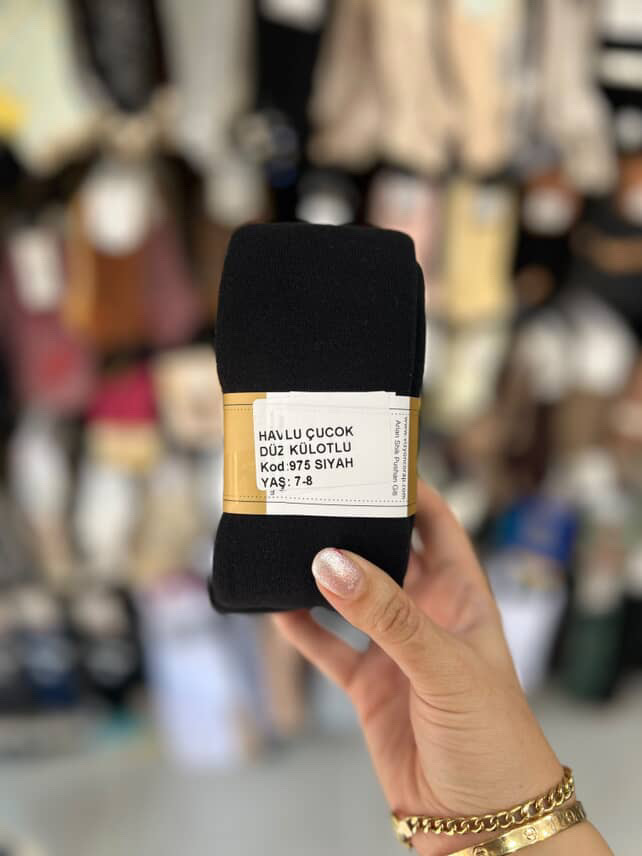 HAVLU ÇUCOK
DÜZ KÜLOTLU
Kod:975 SIYAH
YAŞ: 7-8